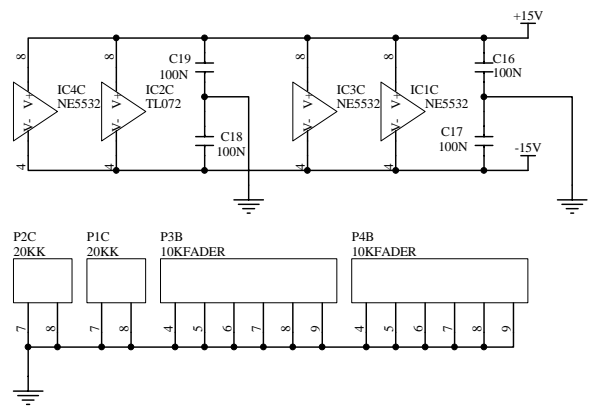 +15V
8
8
C19
100N
8
8
C16
100N
V+
IC4C
NE5532
V+
IC2C
TL072
V+
IC3C
NE5532
V+
IC1C
NE5532
V-
V-
C18
100N
V-
V-
C17
100N
-15V
4
4
4
4
P2C
20KK
P1C
20KK
P3B
10KFADER
P4B
10KFADER
7
8
7
8
4
5
6
7
8
9
4
5
6
7
8
9